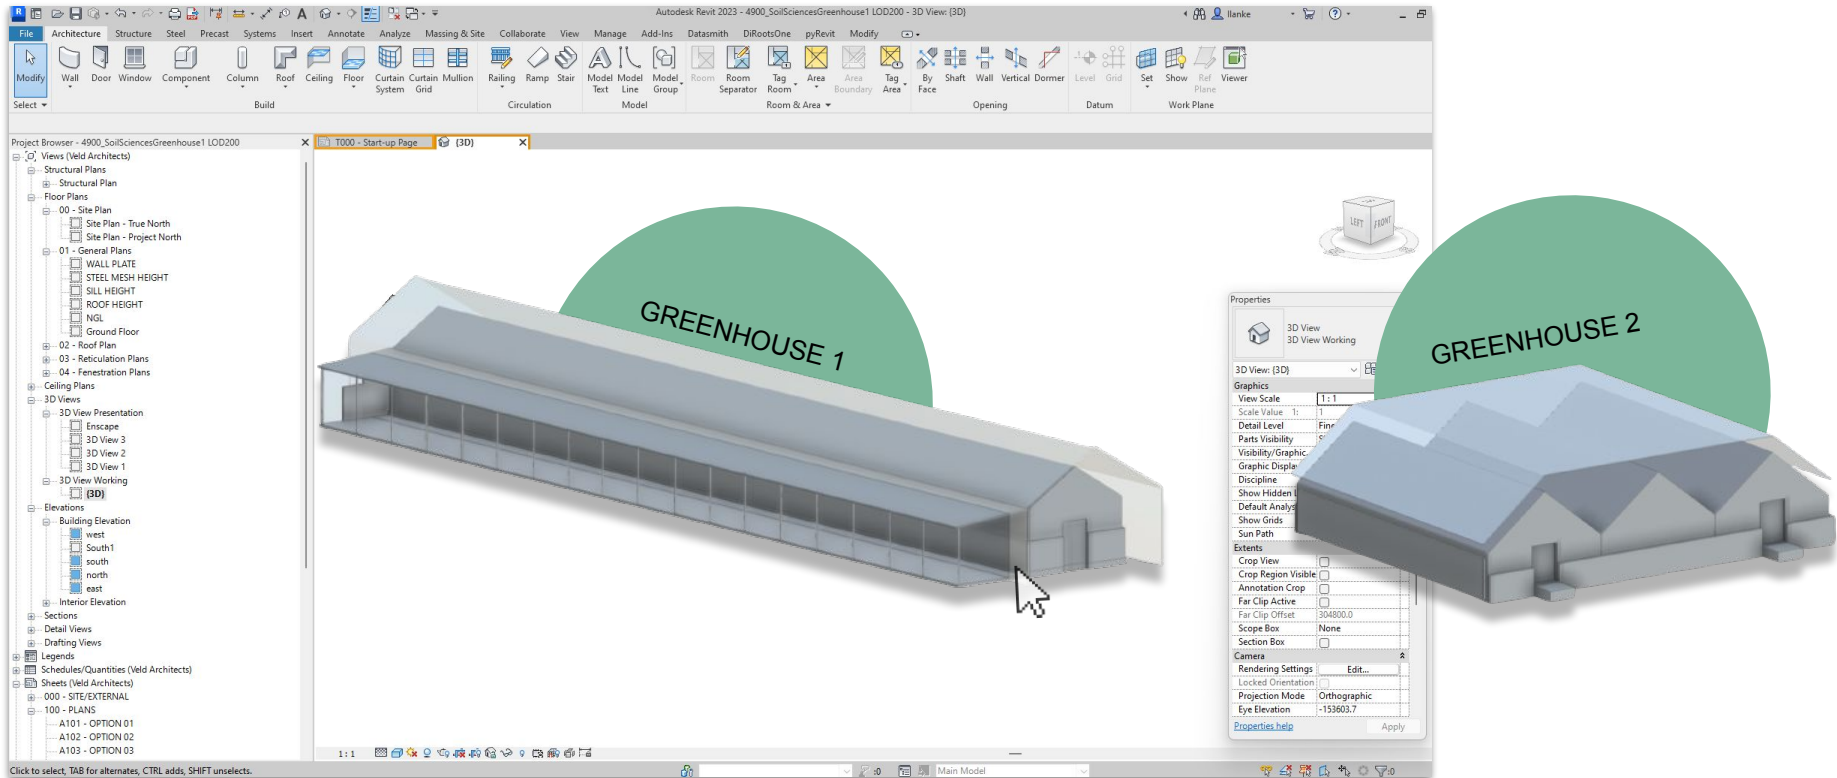 Autodesk Revit 2023 - 4900_SoilSciencesGreenhouse1 LOD200 - 3D View: {3D}
llanke
File Architecture Structure Steel Precast Systems Insert Annotate Analyze Massing & Site Collaborate View Manage Add-Ins Datasmith DiRootsOne pyRevit Modify
Modify Wall Door Window Component Column Roof Ceiling Floor Curtain System Curtain Grid Mullion Railing Ramp Stair Model Text Model Line Model Group Room Room Separator Tag Room Area Area Boundary Tag Area By Face Shaft Wall Vertical Dormer Level Grid Set Show Ref Plane Viewer
Select Build Circulation Model Room & Area Opening Datum Work Plane
Project Browser - 4900_SoilSciencesGreenhouse1 LOD200
T000 - Start-up Page
{3D}
Views (Veld Architects)
Structural Plans
Structural Plan
Floor Plans
00 - Site Plan
Site Plan - True North
Site Plan - Project North
01 - General Plans
WALL PLATE
STEEL MESH HEIGHT
SILL HEIGHT
ROOF HEIGHT
NGL
Ground Floor
02 - Roof Plan
03 - Reticulation Plans
04 - Fenestration Plans
Ceiling Plans
3D Views
3D View Presentation
Enscape
3D View 3
3D View 2
3D View 1
3D View Working
{3D}
Elevations
Building Elevation
west
South1
south
north
east
Interior Elevation
Sections
Detail Views
Drafting Views
Legends
Schedules/Quantities (Veld Architects)
Sheets (Veld Architects)
000 - SITE/EXTERNAL
100 - PLANS
A101 - OPTION 01
A102 - OPTION 02
A103 - OPTION 03
GREENHOUSE 1
LEFT FRONT
GREENHOUSE 2
Properties
3D View
3D View Working
3D View: {3D}
Graphics
View Scale 1 : 1
Scale Value 1: 1
Detail Level Fine
Parts Visibility
Visibility/Graphic
Graphic Display
Discipline
Show Hidden L
Default Analys
Show Grids
Sun Path
Extents
Crop View
Crop Region Visible
Annotation Crop
Far Clip Active
Far Clip Offset 304800.0
Scope Box None
Section Box
Camera
Rendering Settings Edit...
Locked Orientation
Projection Mode Orthographic
Eye Elevation -153603.7
Properties help Apply
1 : 1
Click to select, TAB for alternates, CTRL adds, SHIFT unselects.
:0
Main Model
:0